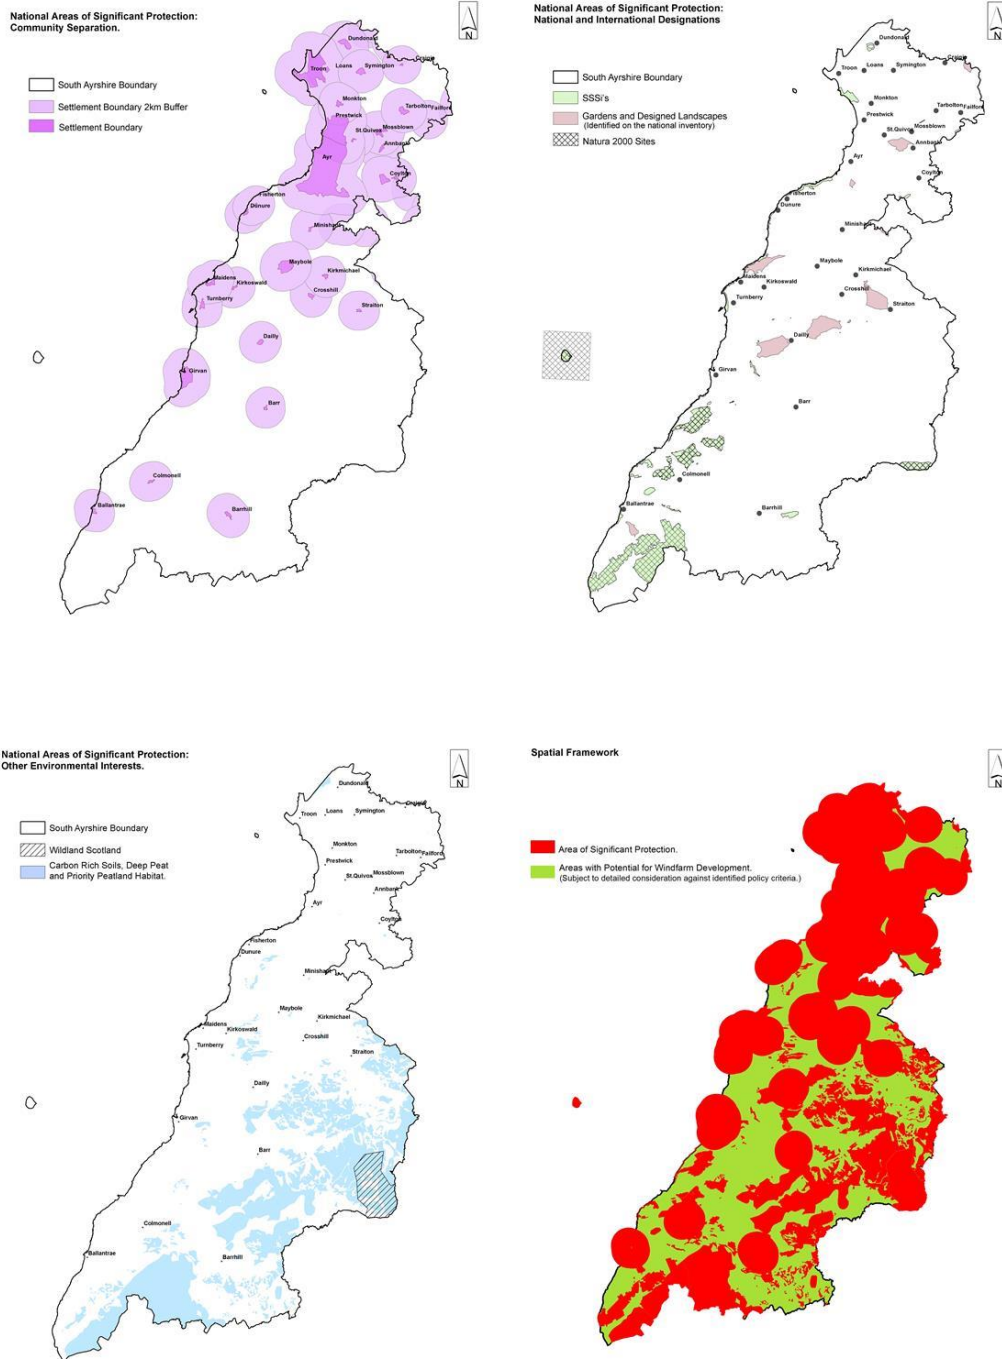 National Areas of Significant Protection:
Community Separation.
N
South Ayrshire Boundary
Settlement Boundary 2km Buffer
Settlement Boundary
Dundonald
Troon
Loans
Symington
Craigie
Monkton
Prestwick
Tarbolton
Failford
St.Quivox
Mossblown
Annbank
Ayr
Coylton
Fisherton
Dunure
Minishant
Maybole
Maidens
Kirkoswald
Kirkmichael
Turnberry
Crosshill
Straiton
Dailly
Girvan
Barr
Colmonell
Ballantrae
Barrhill
National Areas of Significant Protection:
National and International Designations
N
South Ayrshire Boundary
SSSi's
Gardens and Designed Landscapes
(Identified on the national inventory)
Natura 2000 Sites
Dundonald
Troon
Loans
Symington
Craigie
Monkton
Prestwick
Tarbolton
Failford
St.Quivox
Mossblown
Annbank
Ayr
Coylton
Fisherton
Dunure
Minishant
Maybole
Maidens
Kirkoswald
Kirkmichael
Turnberry
Crosshill
Straiton
Dailly
Girvan
Barr
Colmonell
Ballantrae
Barrhill
National Areas of Significant Protection:
Other Environmental Interests.
N
South Ayrshire Boundary
Wildland Scotland
Carbon Rich Soils, Deep Peat
and Priority Peatland Habitat.
Dundonald
Troon
Loans
Symington
Craigie
Monkton
Prestwick
Tarbolton
Failford
St.Quivox
Mossblown
Annbank
Ayr
Coylton
Fisherton
Dunure
Minishant
Maybole
Maidens
Kirkoswald
Kirkmichael
Turnberry
Crosshill
Straiton
Dailly
Girvan
Barr
Colmonell
Ballantrae
Barrhill
Spatial Framework
N
Area of Significant Protection.
Areas with Potential for Windfarm Development.
(Subject to detailed consideration against identified policy criteria.)